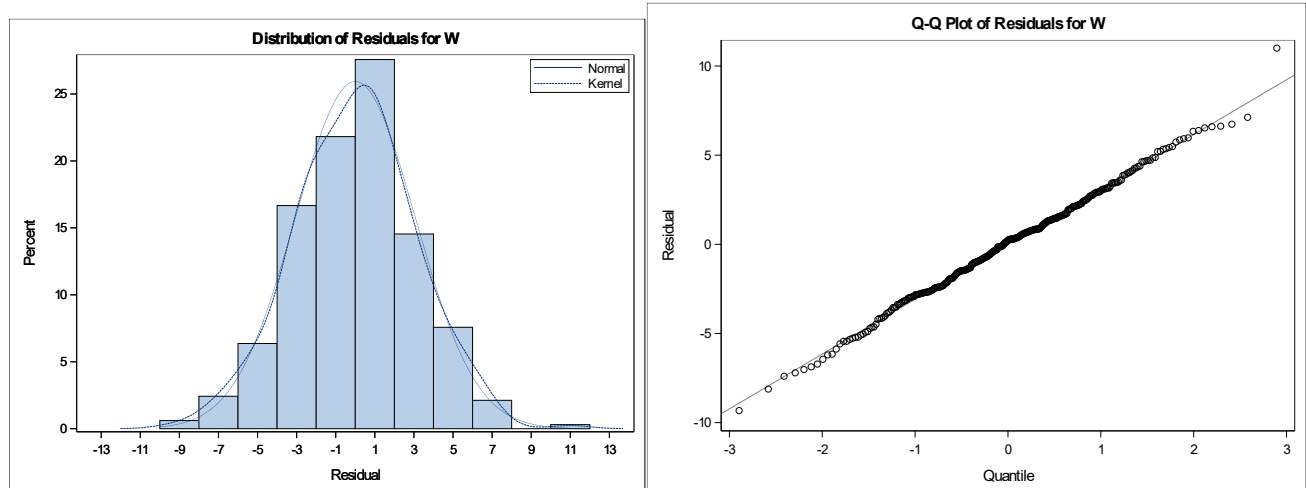 Distribution of Residuals for W
Normal
Kernel
Percent
25
20
15
10
5
0
-13 -11 -9 -7 -5 -3 -1 1 3 5 7 9 11 13
Residual
Q-Q Plot of Residuals for W
Residual
10
5
0
-5
-10
-3 -2 -1 0 1 2 3
Quantile